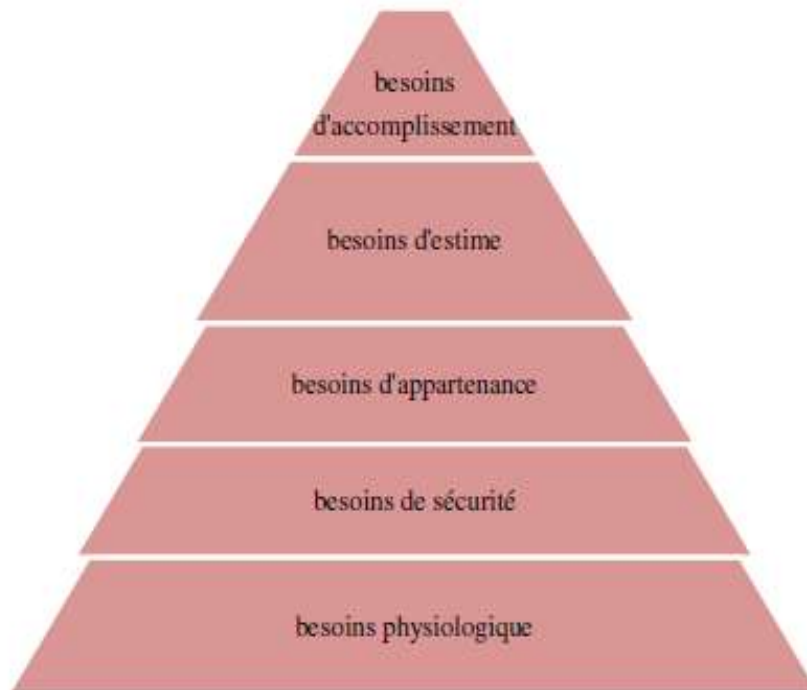 besoins
d'accomplissement
besoins d'estime
besoins d'appartenance
besoins de sécurité
besoins physiologique